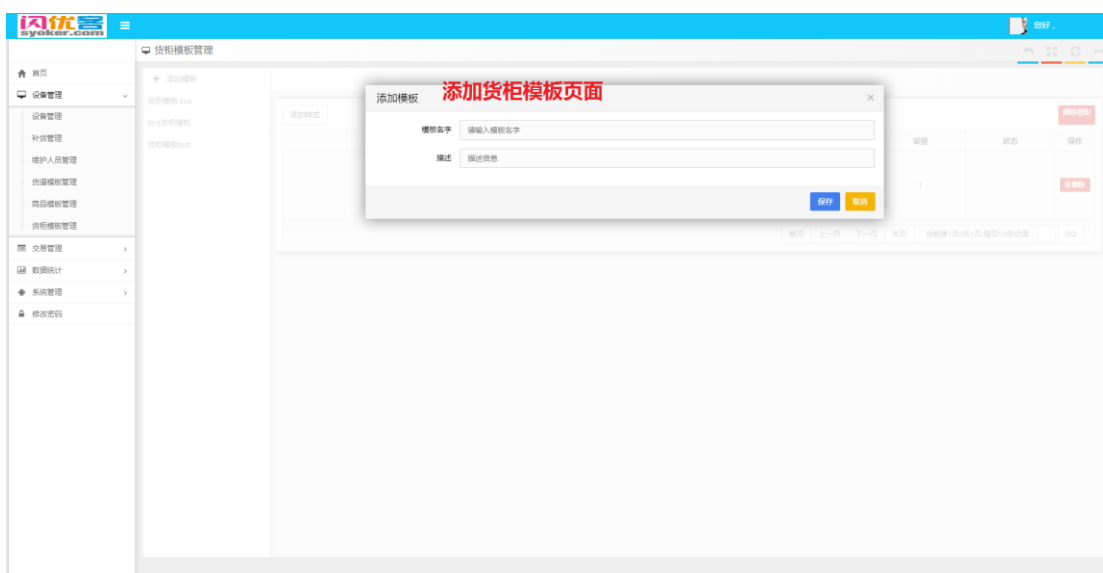 闪优客
syoker.com
您好，
货柜模板管理
首页
设备管理
设备管理
补货管理
维护人员管理
货道模板管理
商品模板管理
货柜模板管理
交易管理
数据统计
系统管理
修改密码
添加模板
货柜模板 live
test货柜模板
货柜模板test
添加模板 添加货柜模板页面 ×
模板名字 请输入模板名字
描述 描述信息
保存 取消
添加样式 删除模板
容量 状态 操作
1 删除
首页 上一页 下一页 末页 GO